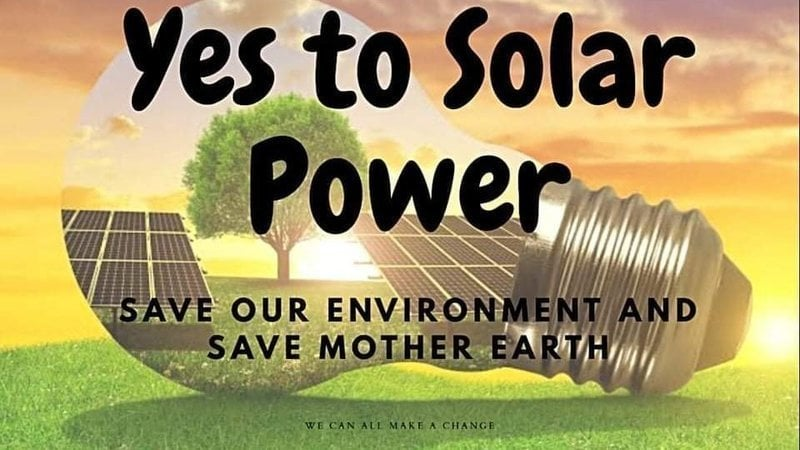 Yes to Solar
Power
SAVE OUR ENVIRONMENT AND
SAVE MOTHER EARTH
WE CAN ALL MAKE A CHANGE